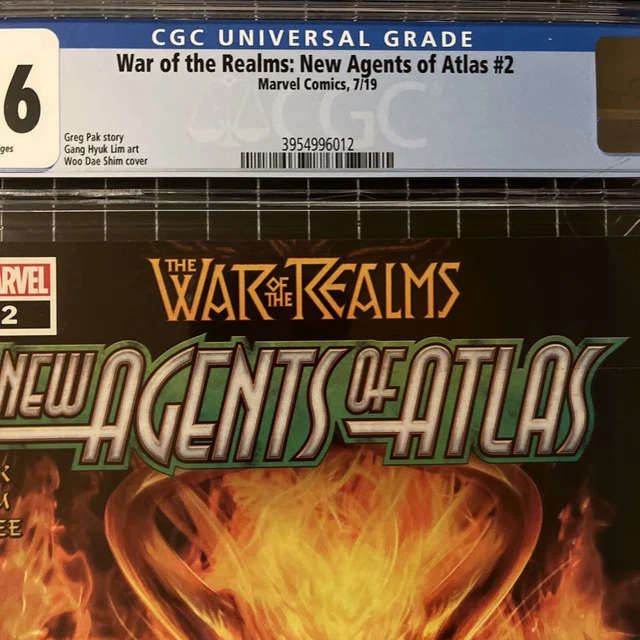 CGC UNIVERSAL GRADE
War of the Realms: New Agents of Atlas #2
Marvel Comics, 7/19
6
Greg Pak story
Gang Hyuk Lim art
Woo Dae Shim cover
CGC
3954996012
THE WAR OF THE REALMS
2
NEW AGENTS OF ATLAS